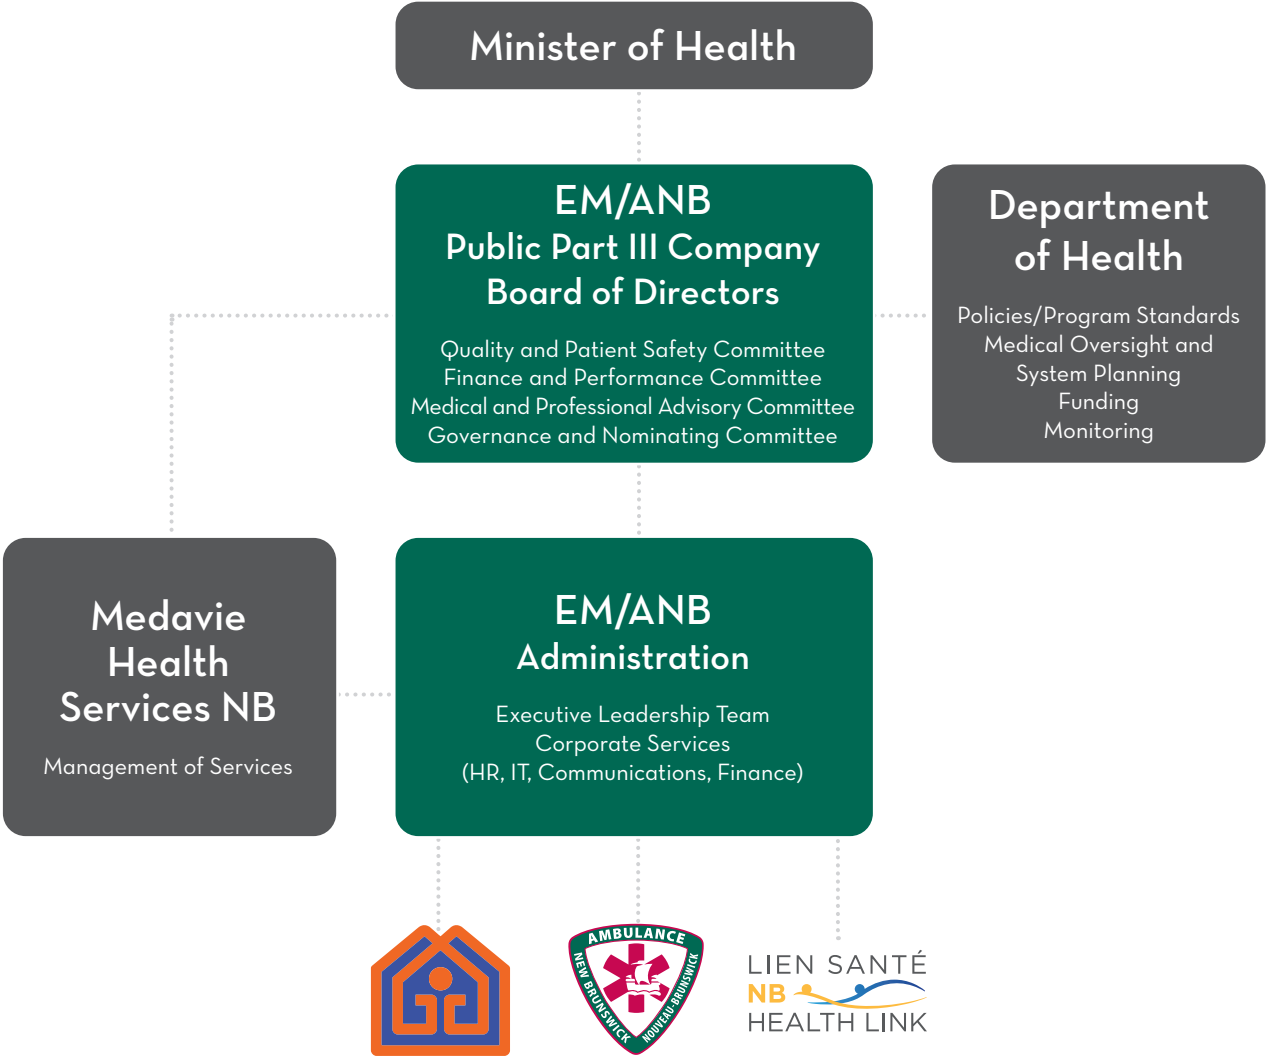 Minister of Health
EM/ANB
Public Part III Company
Board of Directors
Quality and Patient Safety Committee
Finance and Performance Committee
Medical and Professional Advisory Committee
Governance and Nominating Committee
Department
of Health
Policies/Program Standards
Medical Oversight and
System Planning
Funding
Monitoring
Medavie
Health
Services NB
Management of Services
EM/ANB
Administration
Executive Leadership Team
Corporate Services
(HR, IT, Communications, Finance)
AMBULANCE
NEW BRUNSWICK
NOUVEAU-BRUNSWICK
LIEN SANTÉ
NB
HEALTH LINK